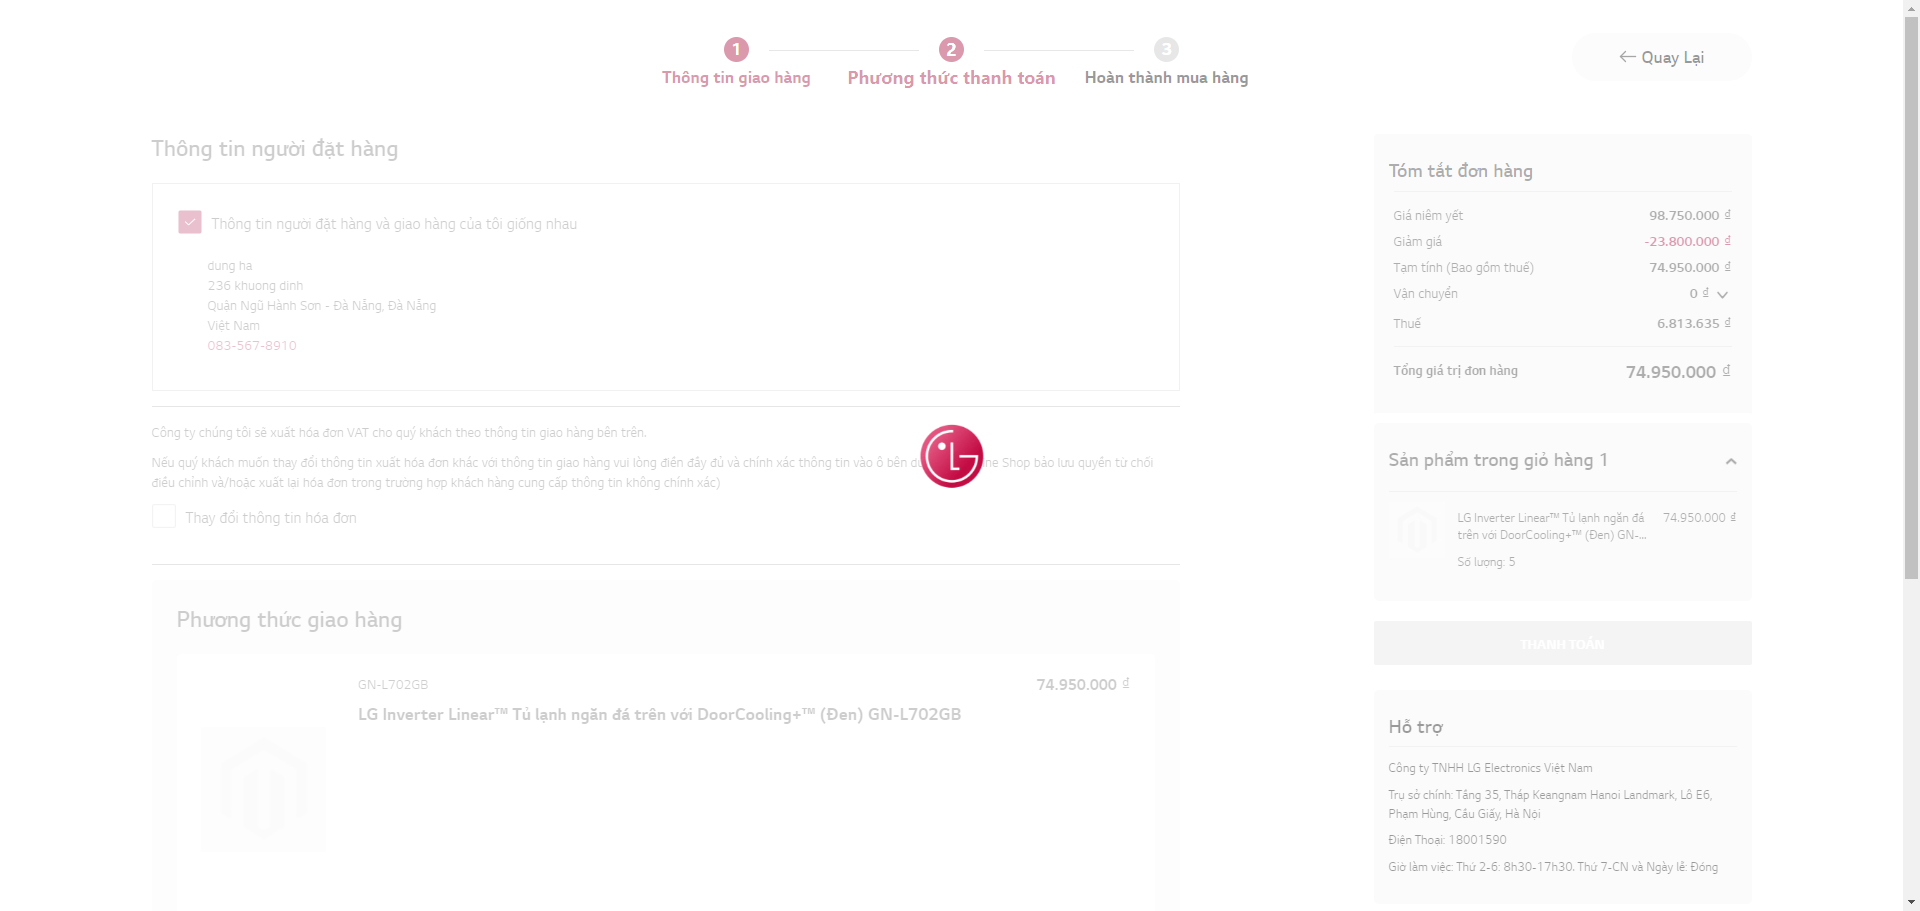 1
Thông tin giao hàng
2
Phương thức thanh toán
3
Hoàn thành mua hàng
Quay Lại
Thông tin người đặt hàng
Thông tin người đặt hàng và giao hàng của tôi giống nhau
dung ha
236 khuong dinh
Quận Ngũ Hành Sơn - Đà Nẵng, Đà Nẵng
Việt Nam
083-567-8910
Công ty chúng tôi sẽ xuất hóa đơn VAT cho quý khách theo thông tin giao hàng bên trên.
Nếu quý khách muốn thay đổi thông tin xuất hóa đơn khác với thông tin giao hàng vui lòng điền đầy đủ và chính xác thông tin vào ô bên Shop bảo lưu quyền từ chối
điều chỉnh và/hoặc xuất lại hóa đơn trong trường hợp khách hàng cung cấp thông tin không chính xác)
Thay đổi thông tin hóa đơn
Phương thức giao hàng
GN-L702GB
74.950.000 ₫
LG Inverter Linear™ Tủ lạnh ngăn đá trên với DoorCooling+™ (Đen) GN-L702GB
LG
Tóm tắt đơn hàng
Giá niêm yết 98.750.000 ₫
Giảm giá -23.800.000 ₫
Tạm tính (Bao gồm thuế) 74.950.000 ₫
Vận chuyển 0 ₫
Thuế 6.813.635 ₫
Tổng giá trị đơn hàng 74.950.000 ₫
Sản phẩm trong giỏ hàng 1
LG Inverter Linear™ Tủ lạnh ngăn đá 74.950.000 ₫
trên với DoorCooling+™ (Đen) GN-...
Số lượng: 5
THANH TOÁN
Hỗ trợ
Công ty TNHH LG Electronics Việt Nam
Trụ sở chính: Tầng 35, Tháp Keangnam Hanoi Landmark, Lô E6,
Phạm Hùng, Cầu Giấy, Hà Nội
Điện Thoại: 18001590
Giờ làm việc: Thứ 2-6: 8h30-17h30. Thứ 7-CN và Ngày lễ: Đóng